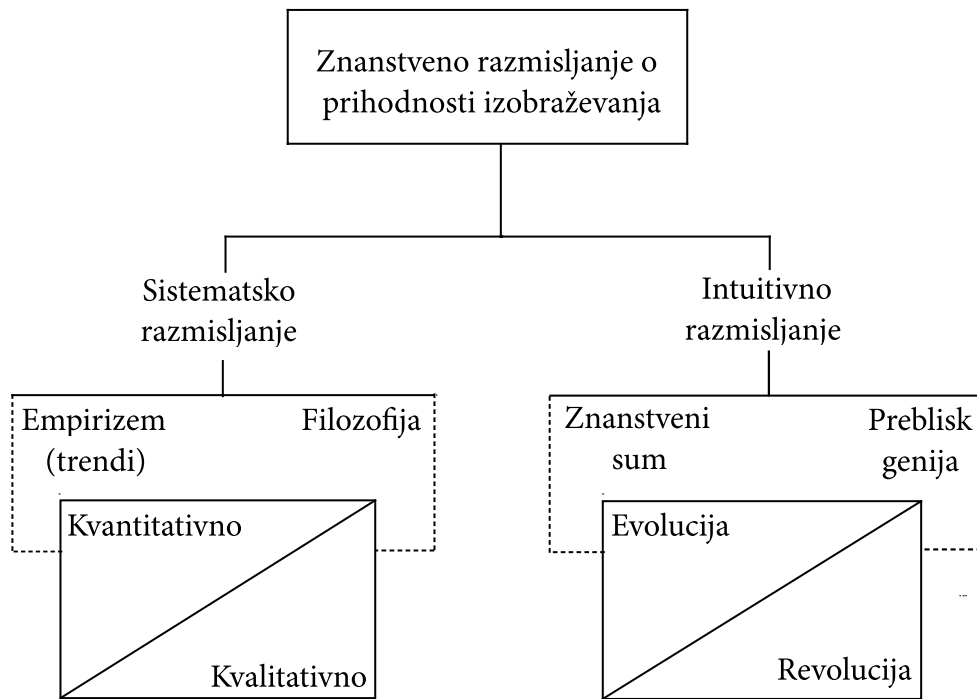 Znanstveno razmisljanje o
prihodnosti izobraževanja
Sistematsko
razmisljanje
Intuitivno
razmisljanje
Empirizem
(trendi)
Filozofija
Znanstveni
sum
Preblisk
genija
Kvantitativno
Kvalitativno
Evolucija
Revolucija